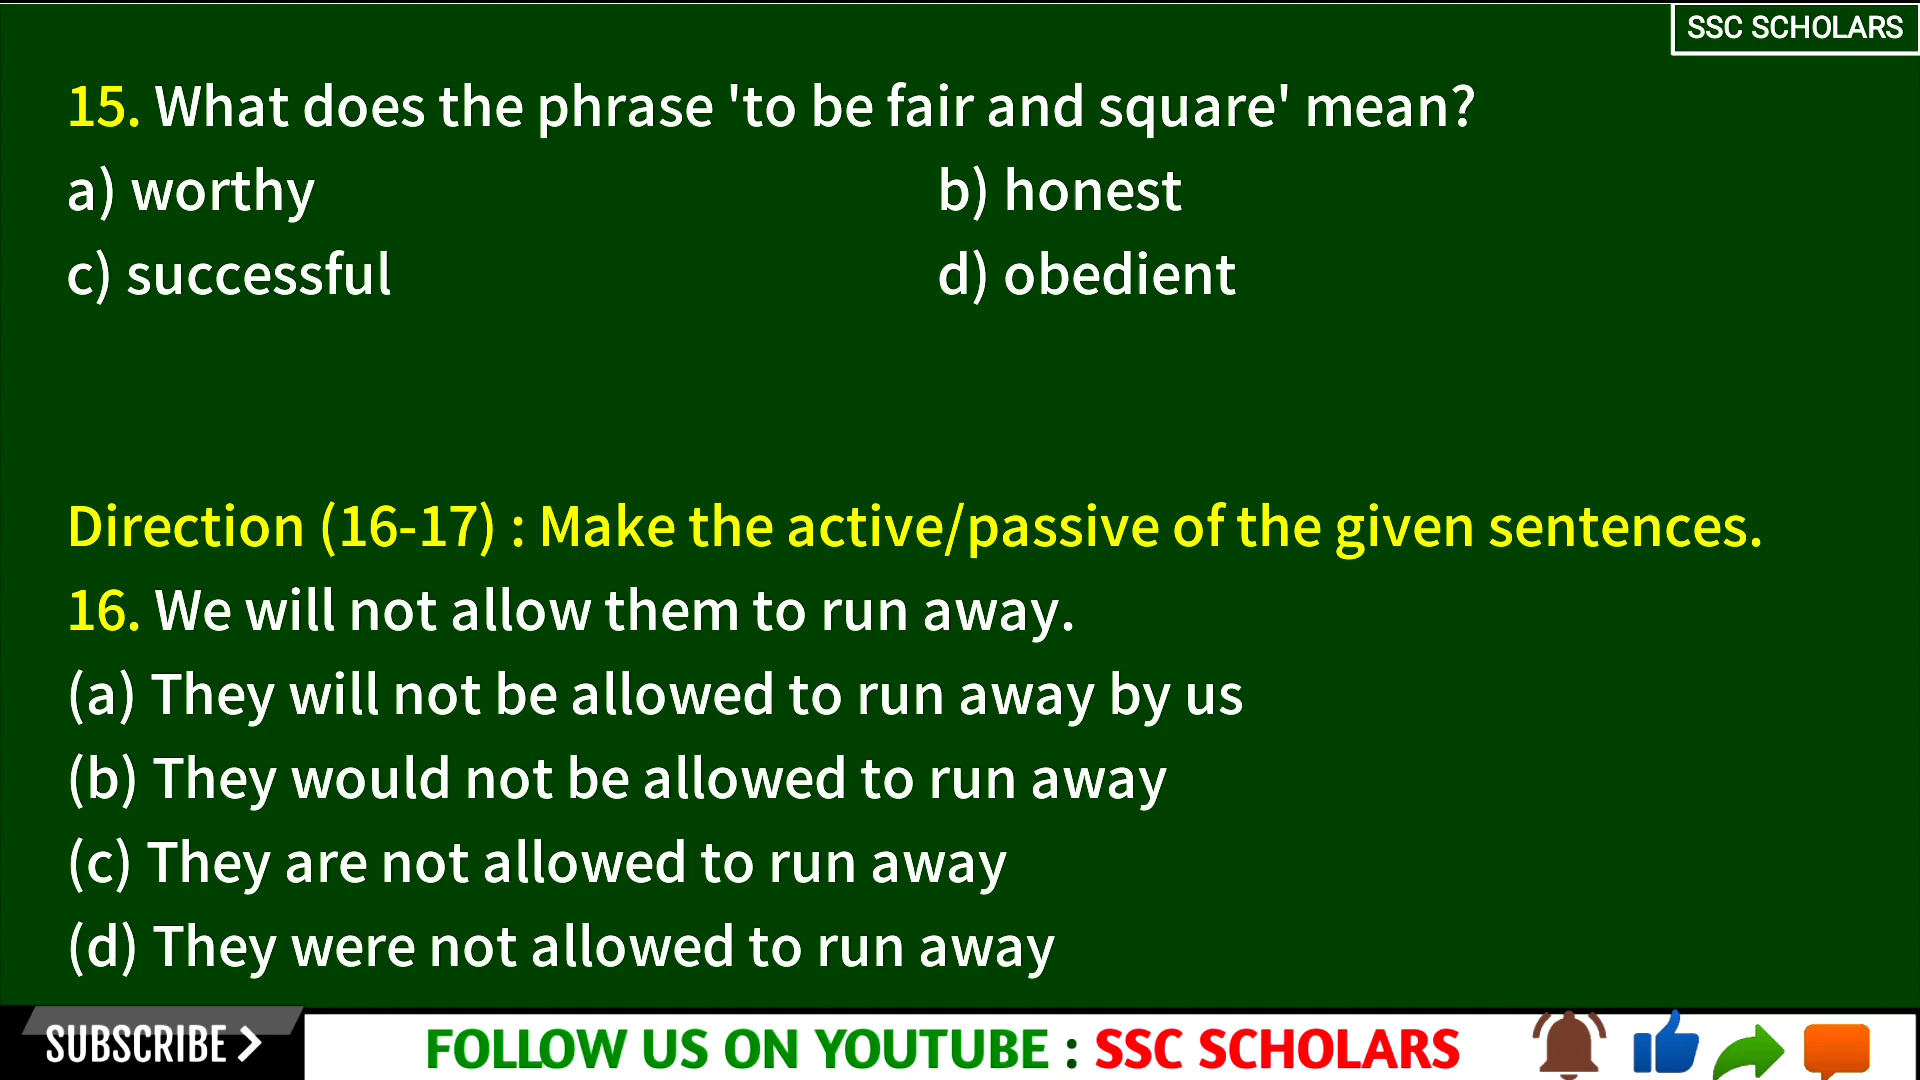 SSC SCHOLARS
15. What does the phrase 'to be fair and square' mean?
a) worthy b) honest
c) successful d) obedient
Direction (16-17) : Make the active/passive of the given sentences.
16. We will not allow them to run away.
(a) They will not be allowed to run away by us
(b) They would not be allowed to run away
(c) They are not allowed to run away
(d) They were not allowed to run away
SUBSCRIBE FOLLOW US ON YOUTUBE : SSC SCHOLARS